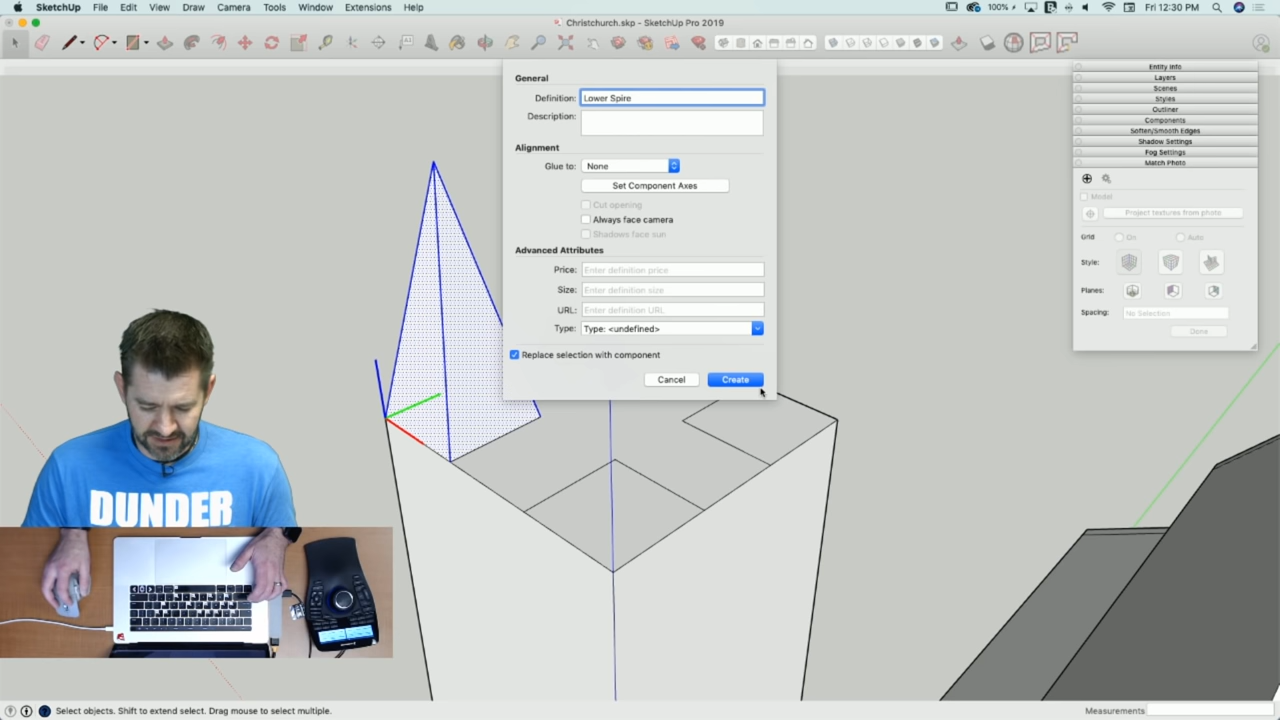 SketchUp File Edit View Draw Camera Tools Window Extensions Help
100% Fri 12:30 PM
Christchurch.skp - SketchUp Pro 2019
General
Definition: Lower Spire
Description:
Alignment
Glue to: None
Set Component Axes
Cut opening
Always face camera
Shadows face sun
Advanced Attributes
Price: Enter definition price
Size: Enter definition size
URL: Enter definition URL
Type: Type: <undefined>
Replace selection with component
Cancel Create
Entity Info
Layers
Scenes
Styles
Outliner
Components
Soften/Smooth Edges
Shadow Settings
Fog Settings
Match Photo
Model
Project textures from photo
Grid On Auto
Style:
Planes:
Spacing: No Selection
Done
DUNDER
Select objects. Shift to extend select. Drag mouse to select multiple.
Measurements